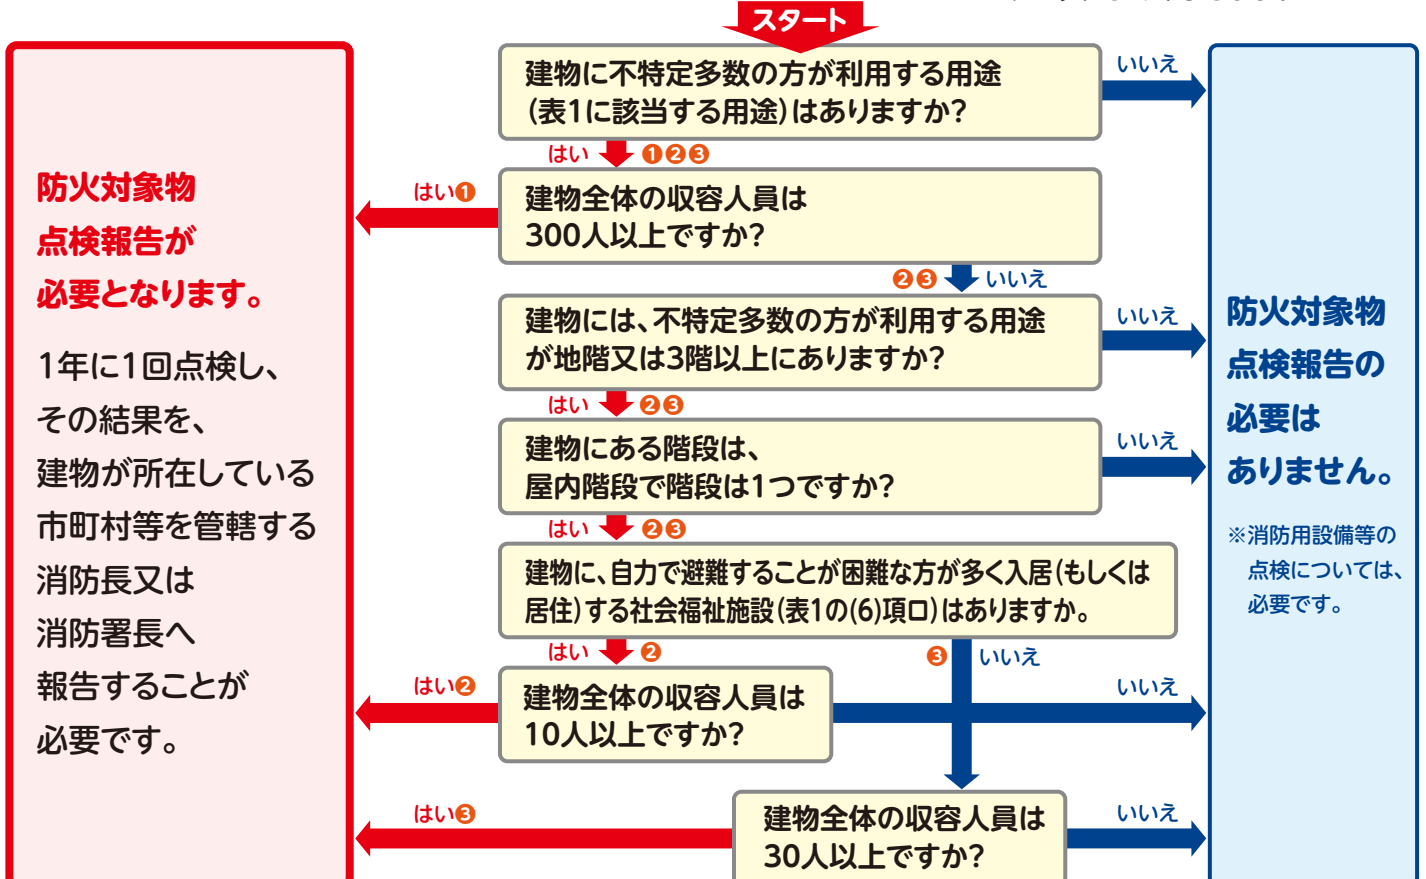 スタート
建物に不特定多数の方が利用する用途
(表1に該当する用途)はありますか?
いいえ
はい ❶❷❸
建物全体の収容人員は
300人以上ですか?
はい❶
❷❸ いいえ
建物には、不特定多数の方が利用する用途
が地階又は3階以上にありますか?
いいえ
はい ❷❸
建物にある階段は、
屋内階段で階段は1つですか?
いいえ
はい ❷❸
建物に、自力で避難することが困難な方が多く入居(もしくは
居住)する社会福祉施設(表1の(6)項ロ)はありますか。
はい ❷
❸ いいえ
建物全体の収容人員は
10人以上ですか?
はい❷
いいえ
建物全体の収容人員は
30人以上ですか?
はい❸
いいえ
防火対象物
点検報告が
必要となります。
1年に1回点検し、
その結果を、
建物が所在している
市町村等を管轄する
消防長又は
消防署長へ
報告することが
必要です。
防火対象物
点検報告の
必要は
ありません。
※消防用設備等の
点検については、
必要です。